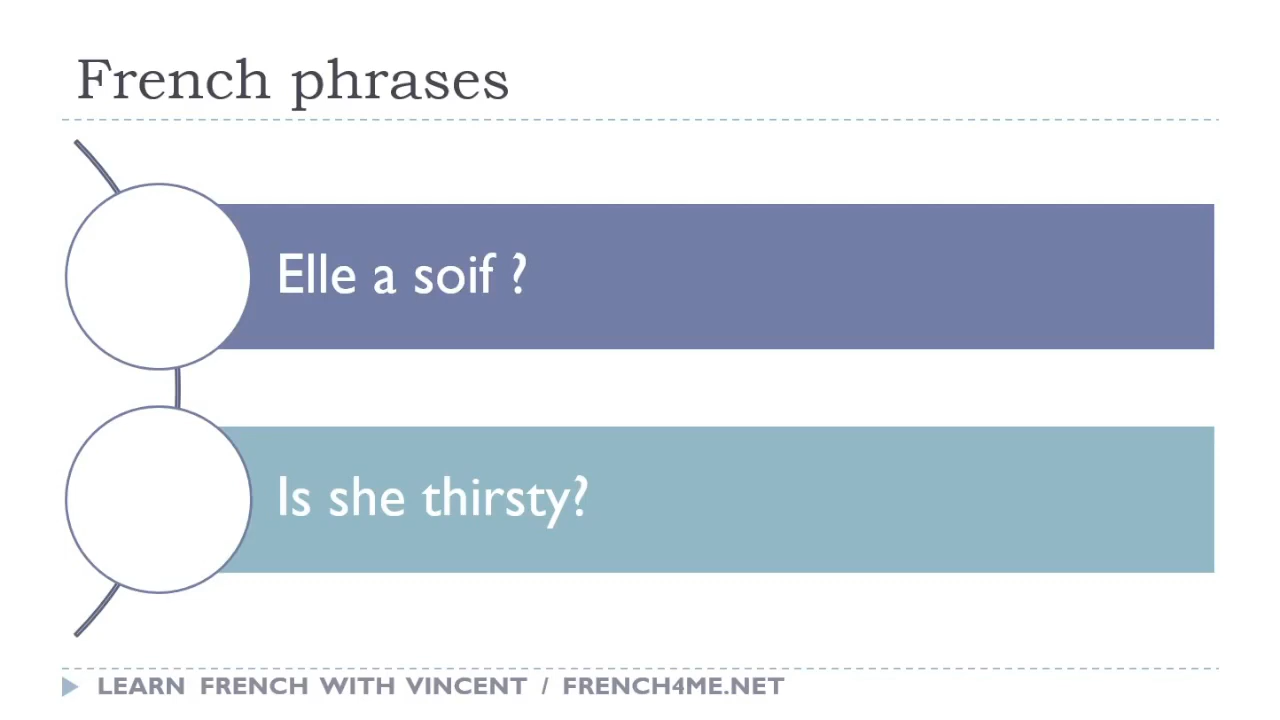 French phrases
Elle a soif ?
Is she thirsty?
LEARN FRENCH WITH VINCENT / FRENCH4ME.NET